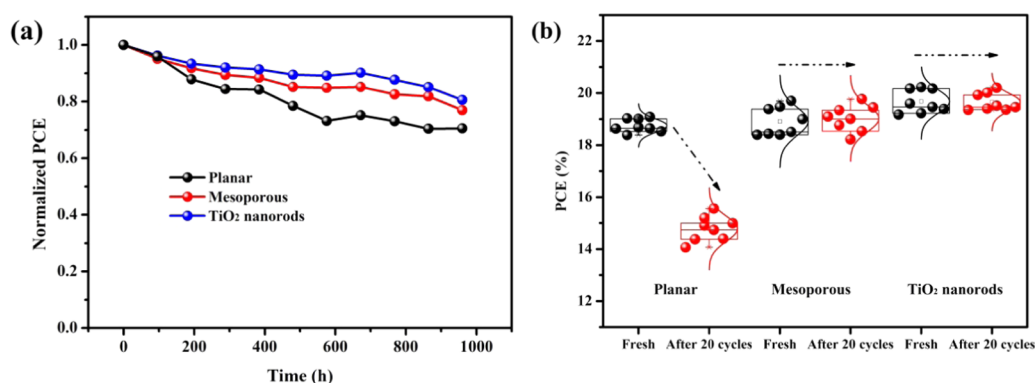 (a)
1.0
0.8
0.6
0.4
0.2
0.0
Normalized PCE
Planar
Mesoporous
TiO₂ nanorods
0 200 400 600 800 1000
Time (h)
(b)
22
20
18
16
14
12
11
PCE (%)
Planar Mesoporous TiO₂ nanorods
Fresh After 20 cycles Fresh After 20 cycles Fresh After 20 cycles